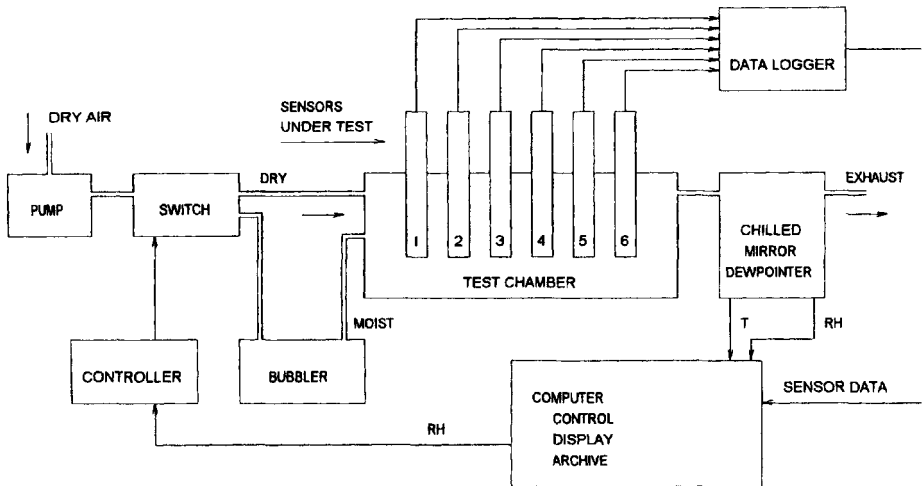 DATA LOGGER
SENSORS
UNDER TEST
DRY AIR
PUMP
SWITCH
DRY
1 2 3 4 5 6
TEST CHAMBER
EXHAUST
CHILLED
MIRROR
DEWPOINTER
MOIST
T
RH
CONTROLLER
BUBBLER
COMPUTER
CONTROL
DISPLAY
ARCHIVE
SENSOR DATA
RH